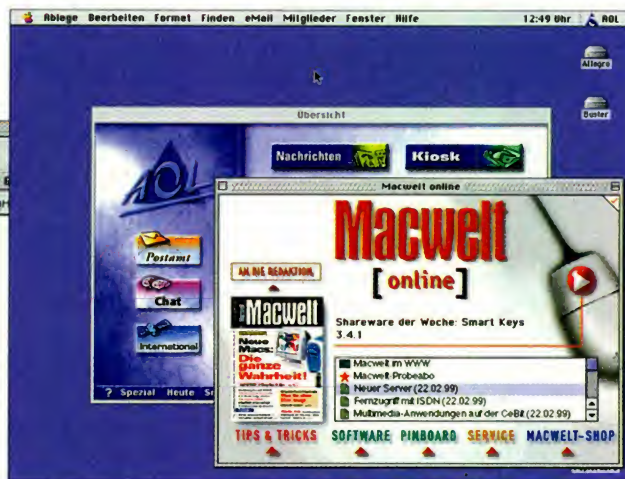 Ablage Bearbeiten Format Finden eMail Mitglieder Fenster Hilfe 12:49 Uhr AOL
Allegro
Buster
Übersicht
Nachrichten Kiosk
AOL
Macwelt online
Postamt
Chat
International
? Spezial Heute
AN DIE REDAKTION
Macwelt
[online]
Macwelt
Neue
Macs:
Die
ganze
Wahrheit!
Shareware der Woche: Smart Keys
3.4.1
Macwelt im WWW
Macwelt-Probeabo
Neuer Server (22.02.99)
Fernzugriff mit ISDN (22.02.99)
Multimedia-Anwendungen auf der CeBit (22.02.99)
TIPS & TRICKS SOFTWARE PINBOARD SERVICE MACWELT-SHOP